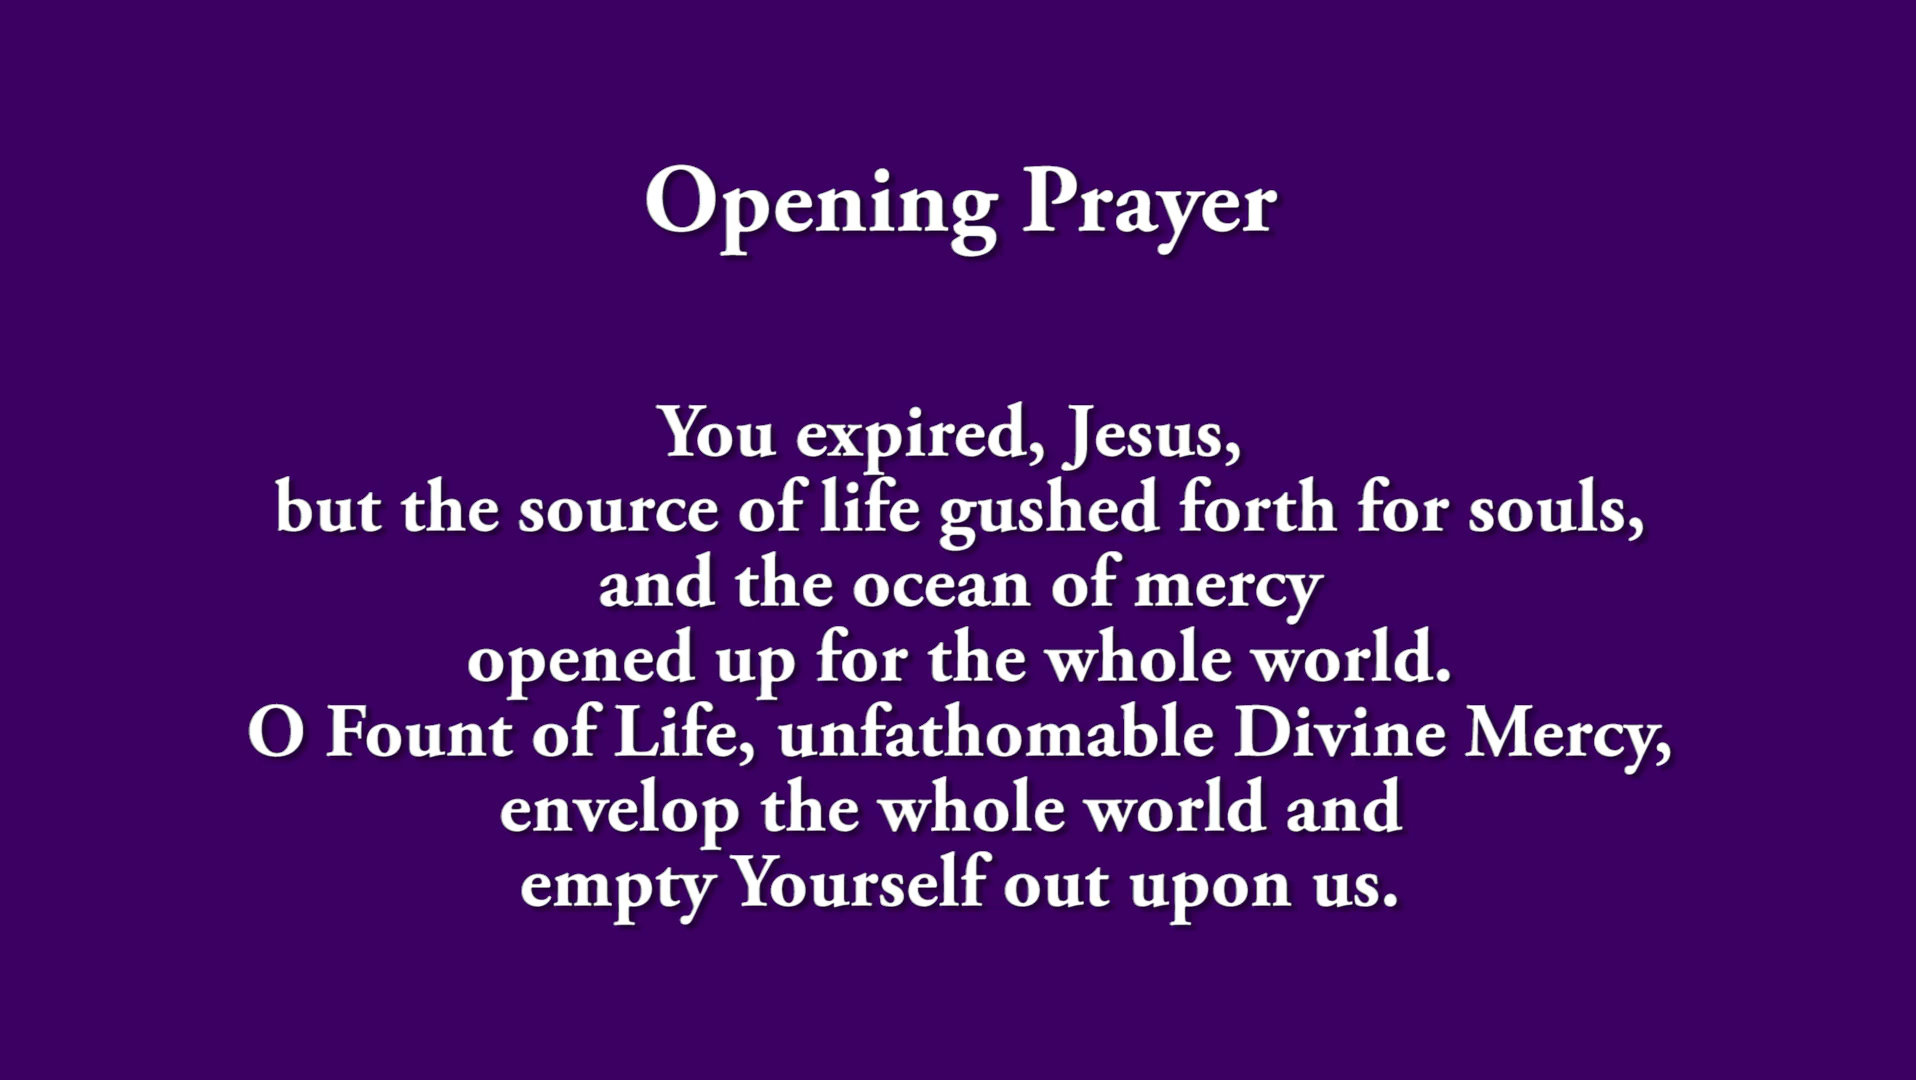 Opening Prayer
You expired, Jesus,
but the source of life gushed forth for souls,
and the ocean of mercy
opened up for the whole world.
O Fount of Life, unfathomable Divine Mercy,
envelop the whole world and
empty Yourself out upon us.